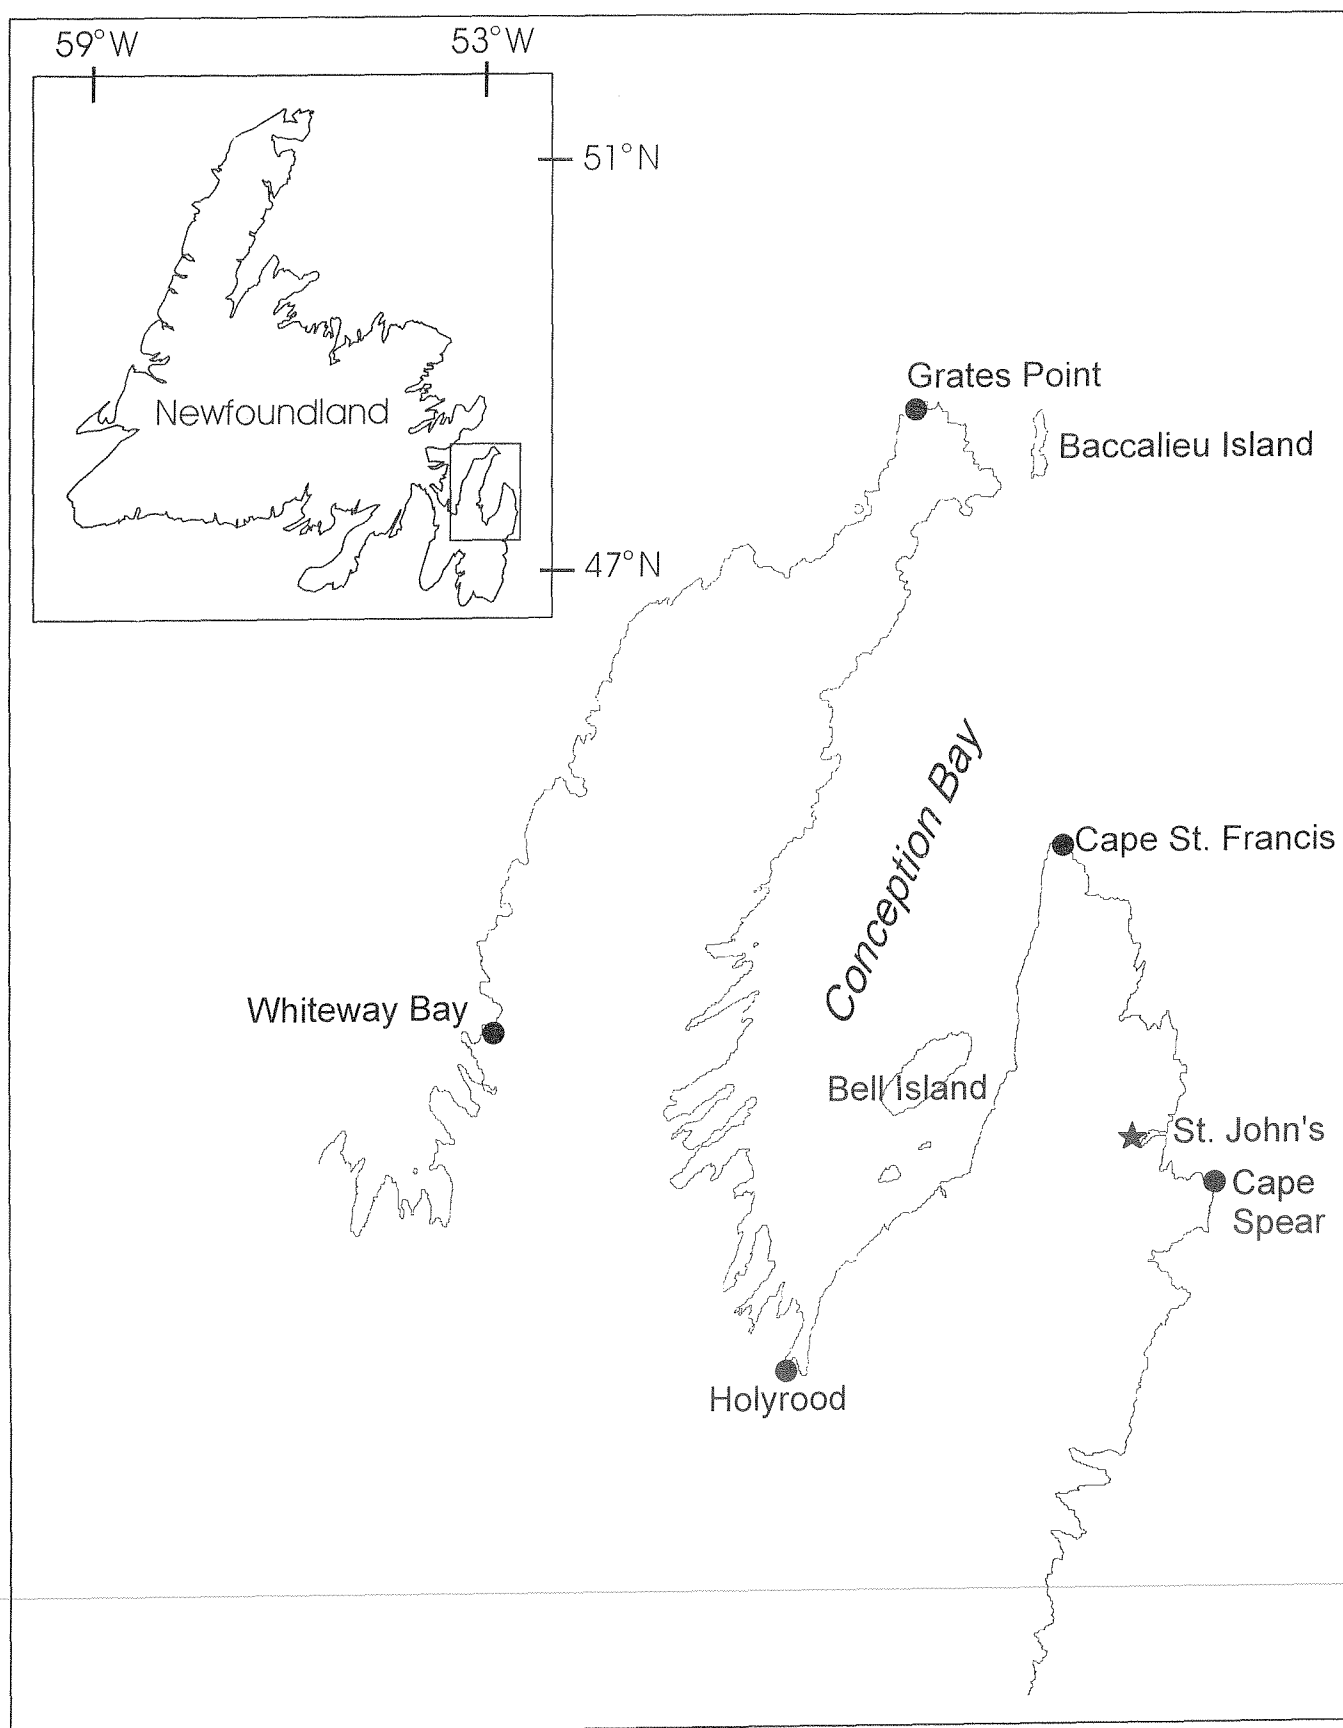 59°W
53°W
51°N
Newfoundland
47°N
Grates Point
Baccalieu Island
Conception Bay
Cape St. Francis
Whiteway Bay
Bell Island
St. John's
Cape
Spear
Holyrood